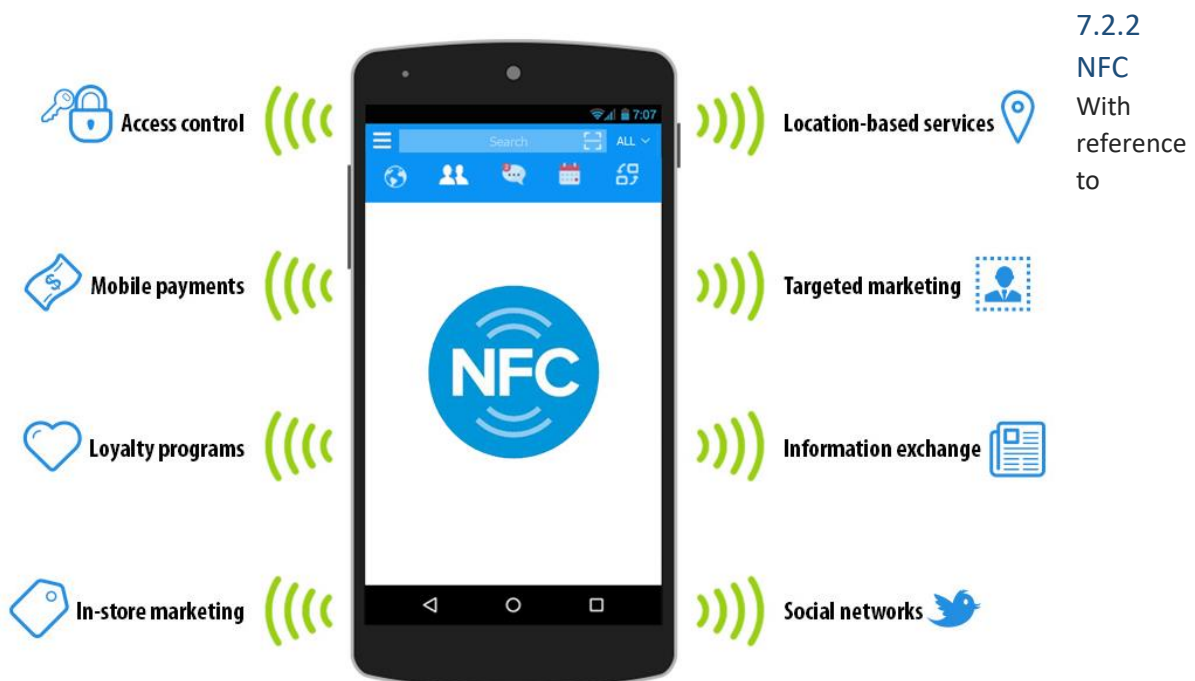 7.2.2
NFC
With
reference
to
Access control
Mobile payments
Loyalty programs
In-store marketing
7:07
Search
ALL
3
NFC
Location-based services
Targeted marketing
Information exchange
Social networks